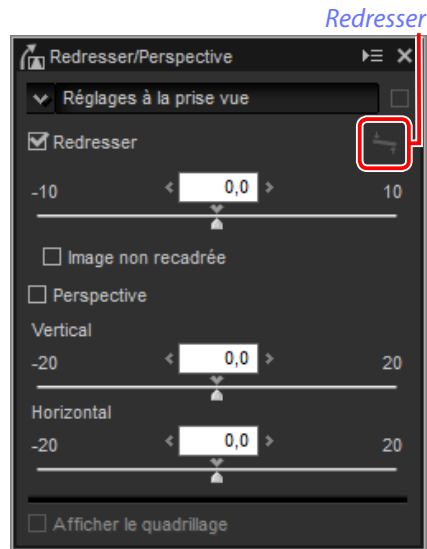 Redresser
Redresser/Perspective
Réglages à la prise vue
Redresser
-10 0,0 10
Image non recadrée
Perspective
Vertical
-20 0,0 20
Horizontal
-20 0,0 20
Afficher le quadrillage